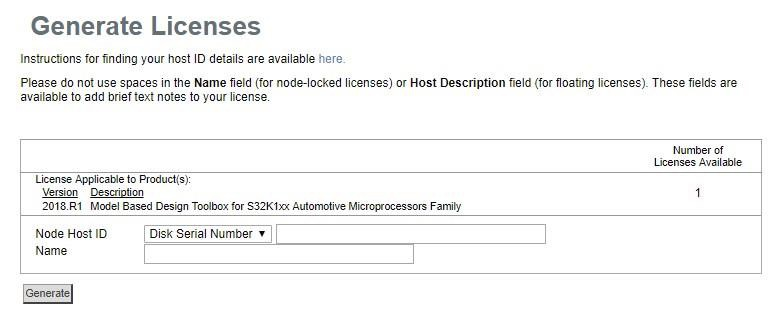 Generate Licenses
Instructions for finding your host ID details are available here.
Please do not use spaces in the Name field (for node-locked licenses) or Host Description field (for floating licenses). These fields are
available to add brief text notes to your license.
Number of
Licenses Available
License Applicable to Product(s):
Version Description
2018.R1 Model Based Design Toolbox for S32K1xx Automotive Microprocessors Family
1
Node Host ID Disk Serial Number ▼
Name
Generate